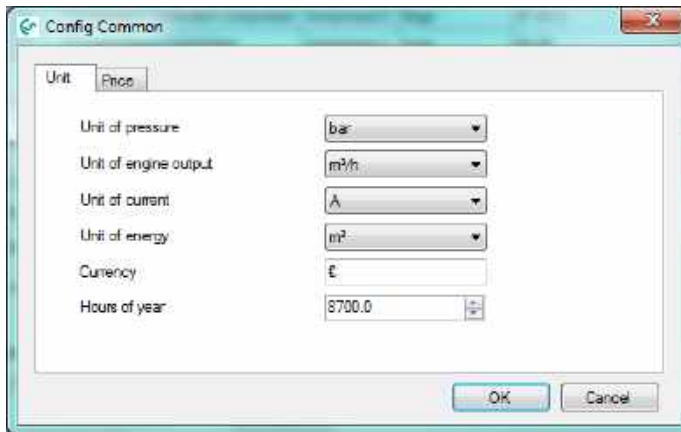 Config Common
Unit Price
Unit of pressure bar
Unit of engine output m³/h
Unit of current A
Unit of energy m³
Currency €
Hours of year 8700.0
OK Cancel